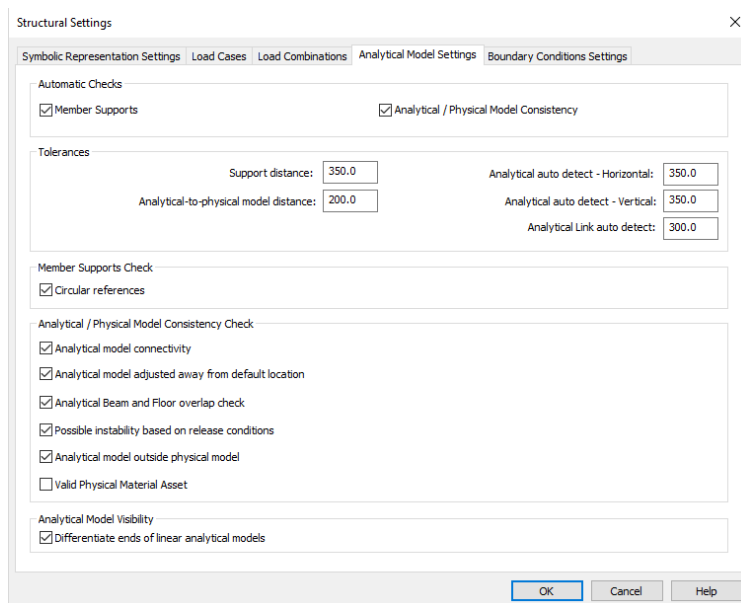 Structural Settings
Symbolic Representation Settings Load Cases Load Combinations Analytical Model Settings Boundary Conditions Settings
Automatic Checks
Member Supports Analytical / Physical Model Consistency
Tolerances
Support distance: 350.0 Analytical auto detect - Horizontal: 350.0
Analytical-to-physical model distance: 200.0 Analytical auto detect - Vertical: 350.0
Analytical Link auto detect: 300.0
Member Supports Check
Circular references
Analytical / Physical Model Consistency Check
Analytical model connectivity
Analytical model adjusted away from default location
Analytical Beam and Floor overlap check
Possible instability based on release conditions
Analytical model outside physical model
Valid Physical Material Asset
Analytical Model Visibility
Differentiate ends of linear analytical models
OK Cancel Help